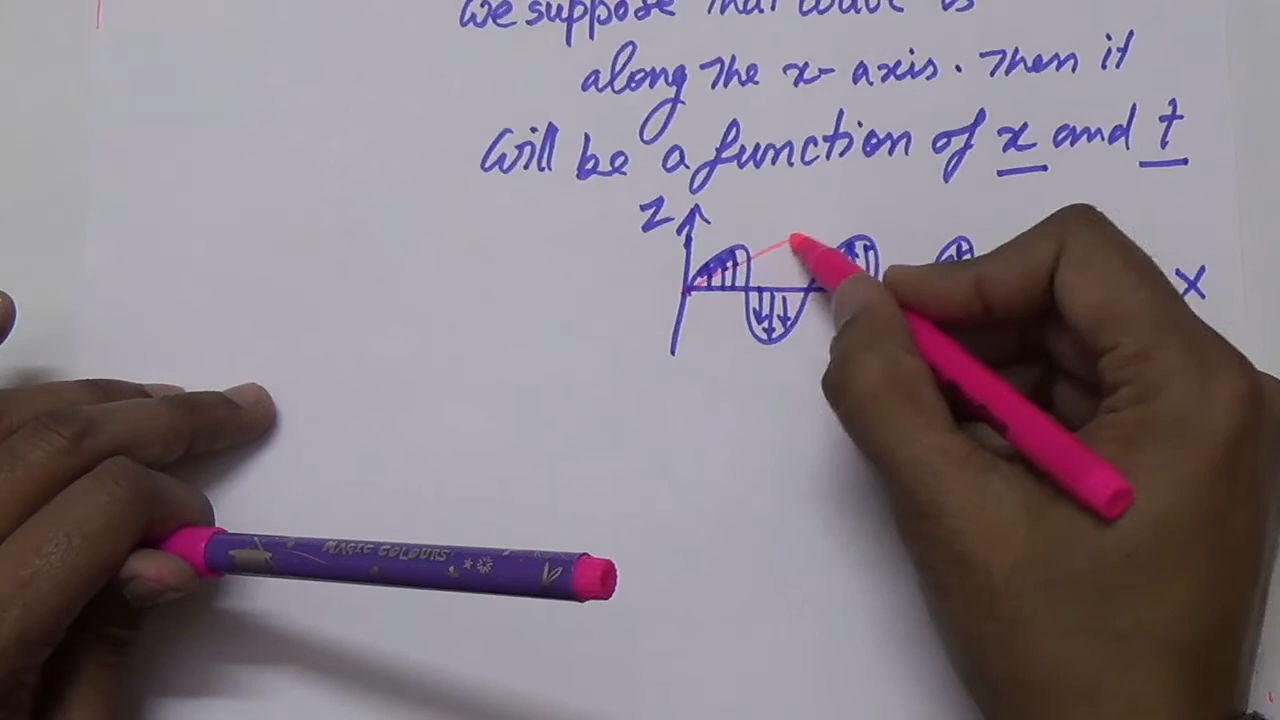 We suppose that wave is
along The x-axis. Then it
Will be a function of x and t
Z
X
MAGIC COLOURS